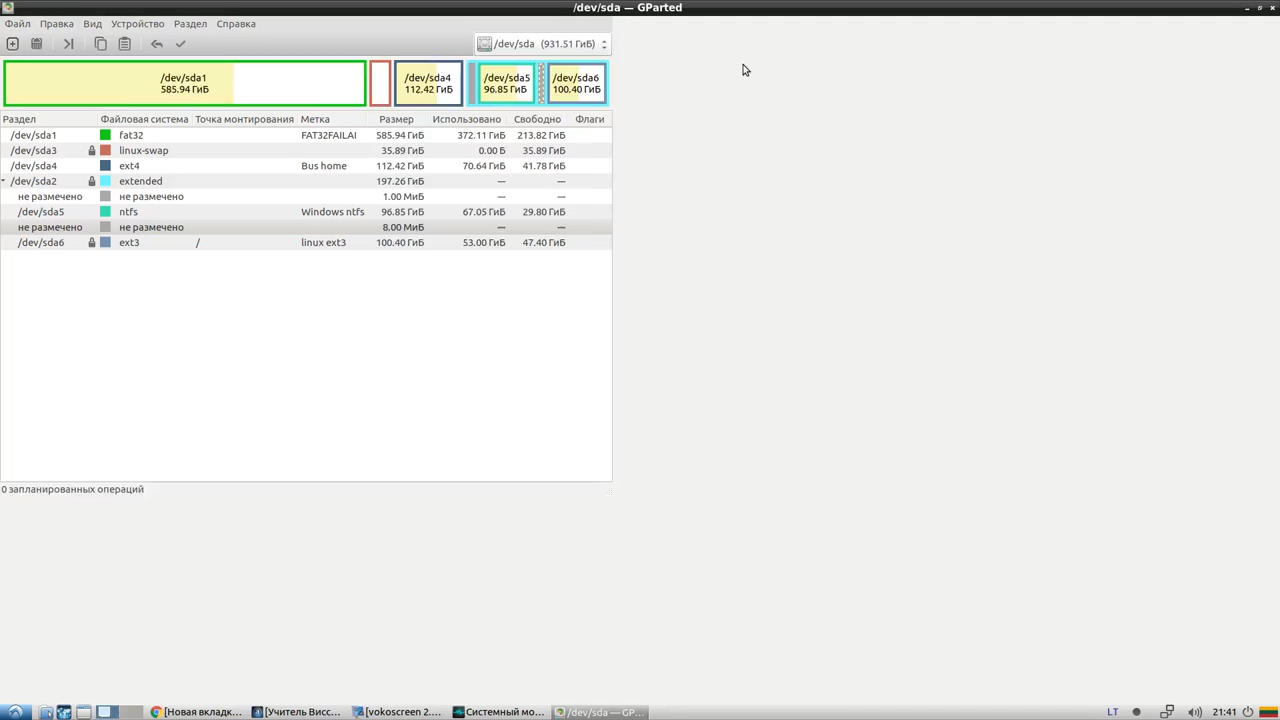 /dev/sda — GParted
Файл Правка Вид Устройство Раздел Справка
/dev/sda (931.51 ГиБ)
/dev/sda1
585.94 ГиБ
/dev/sda4
112.42 ГиБ
/dev/sda5
96.85 ГиБ
/dev/sda6
100.40 ГиБ
Раздел Файловая система Точка монтирования Метка Размер Использовано Свободно Флаги
/dev/sda1 fat32 FAT32FAILAI 585.94 ГиБ 372.11 ГиБ 213.82 ГиБ
/dev/sda3 linux-swap 35.89 ГиБ 0.00 Б 35.89 ГиБ
/dev/sda4 ext4 Bus home 112.42 ГиБ 70.64 ГиБ 41.78 ГиБ
/dev/sda2 extended 197.26 ГиБ — —
не размечено не размечено 1.00 МиБ — —
/dev/sda5 ntfs Windows ntfs 96.85 ГиБ 67.05 ГиБ 29.80 ГиБ
не размечено не размечено 8.00 МиБ — —
/dev/sda6 ext3 / linux ext3 100.40 ГиБ 53.00 ГиБ 47.40 ГиБ
0 запланированных операций
[Новая вкладк... [Учитель Висс... [vokoscreen 2.... [Системный мо... /dev/sda — GP... LT 21:41